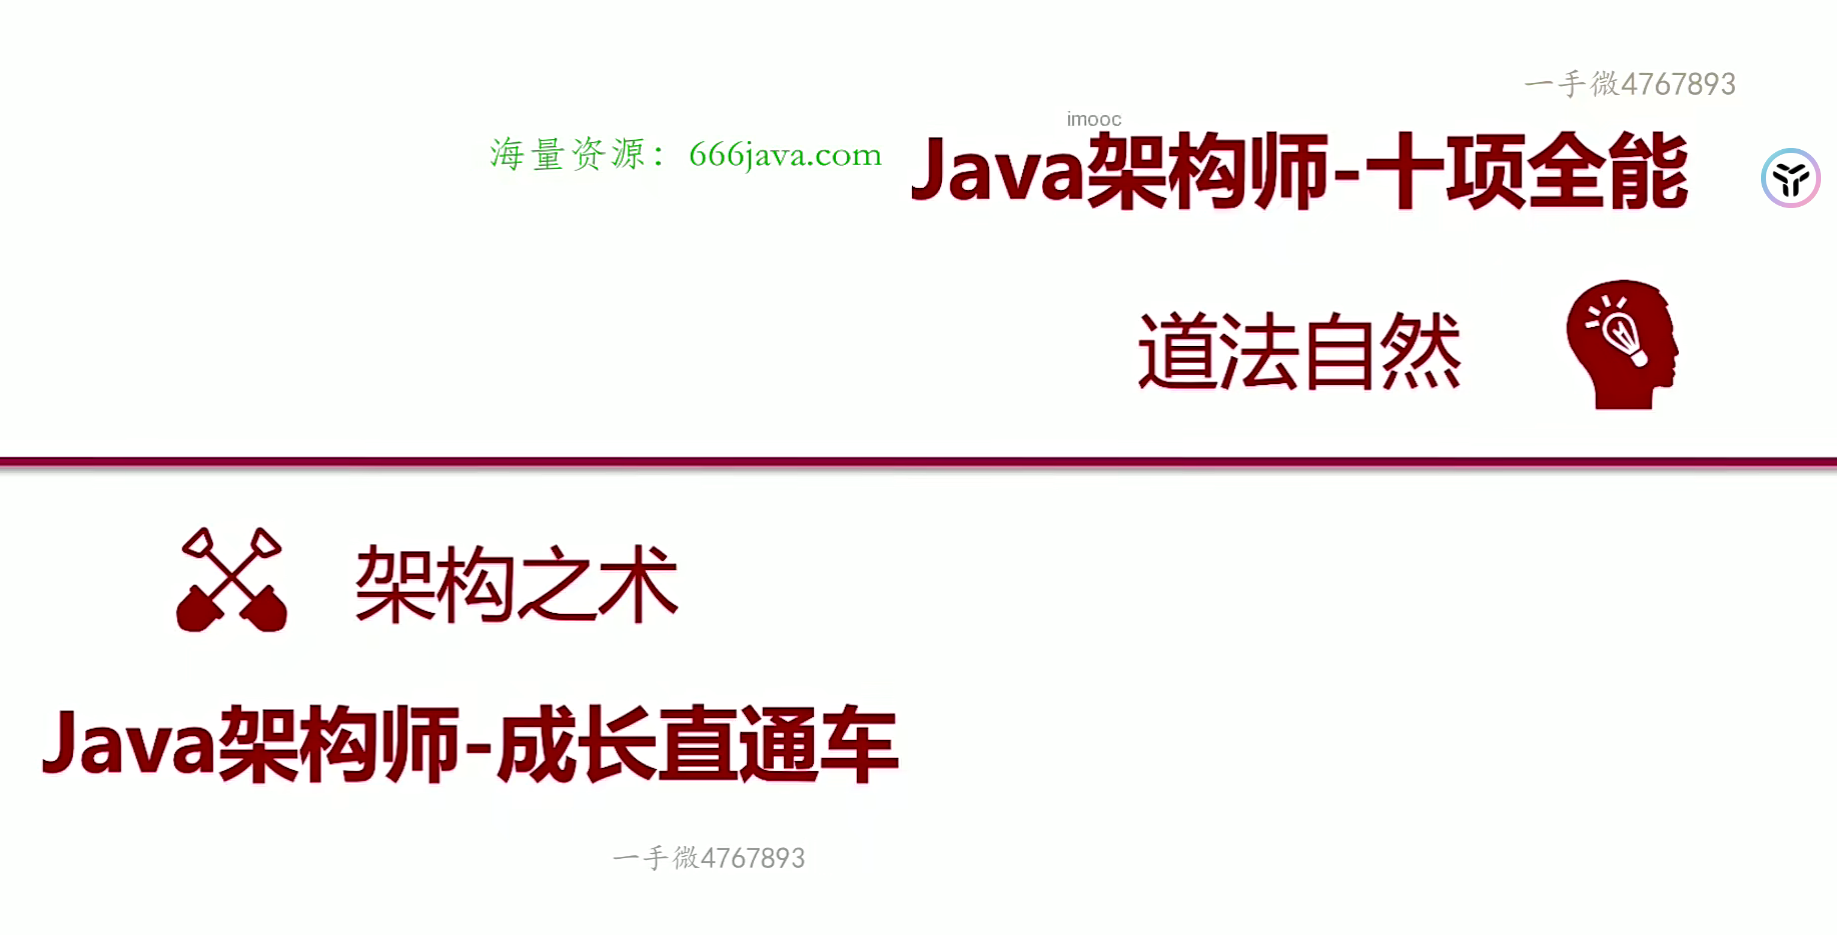 一手微4767893
imooc
海量资源：666java.com
Java架构师-十项全能
道法自然
架构之术
Java架构师-成长直通车
一手微4767893